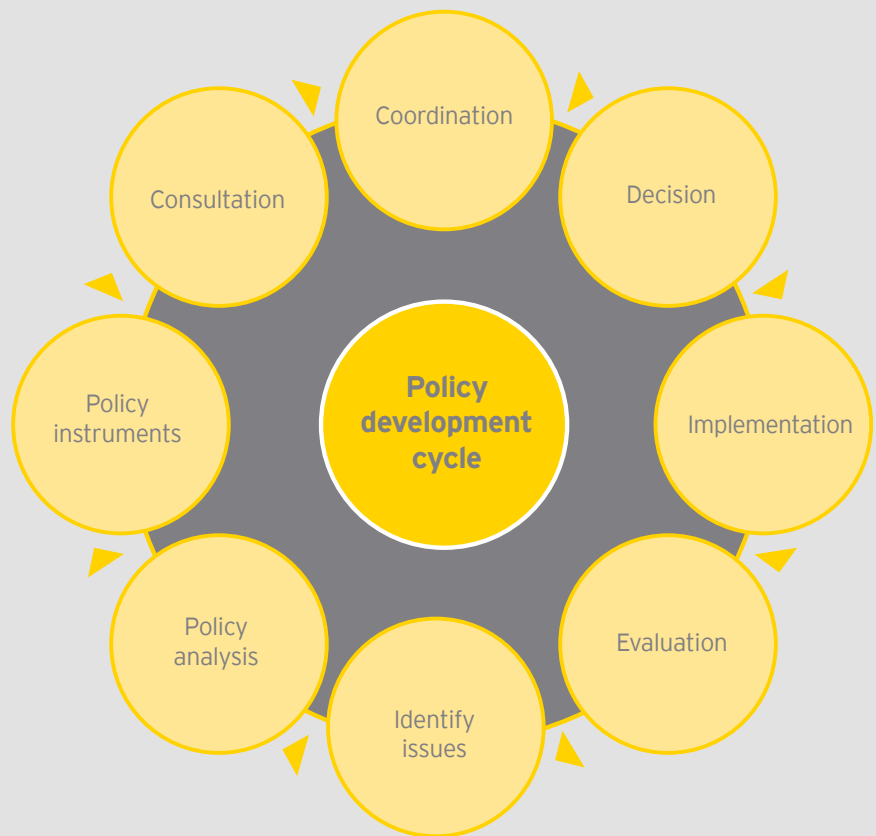 Coordination
Consultation
Decision
Policy
instruments
Policy
development
cycle
Implementation
Policy
analysis
Evaluation
Identify
issues